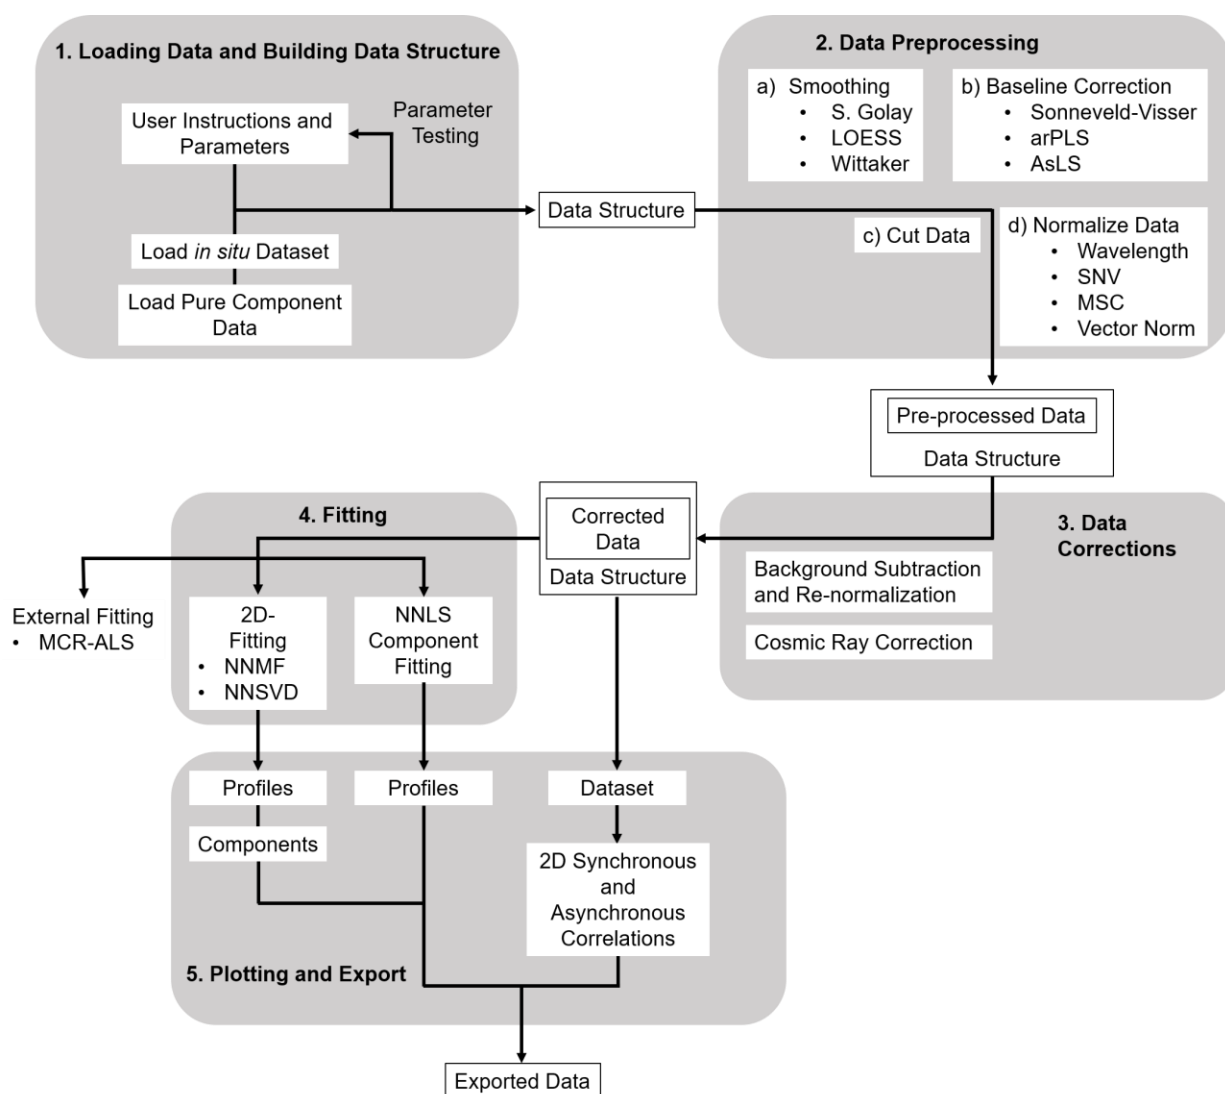 1. Loading Data and Building Data Structure
User Instructions and
Parameters
Parameter
Testing
Load in situ Dataset
Load Pure Component
Data
Data Structure
2. Data Preprocessing
a) Smoothing
• S. Golay
• LOESS
• Wittaker
b) Baseline Correction
• Sonneveld-Visser
• arPLS
• AsLS
c) Cut Data
d) Normalize Data
• Wavelength
• SNV
• MSC
• Vector Norm
Pre-processed Data
Data Structure
3. Data
Corrections
Background Subtraction
and Re-normalization
Cosmic Ray Correction
Corrected
Data
Data Structure
4. Fitting
External Fitting
• MCR-ALS
2D-
Fitting
• NNMF
• NNSVD
NNLS
Component
Fitting
Profiles
Components
Profiles
Dataset
2D Synchronous
and
Asynchronous
Correlations
5. Plotting and Export
Exported Data